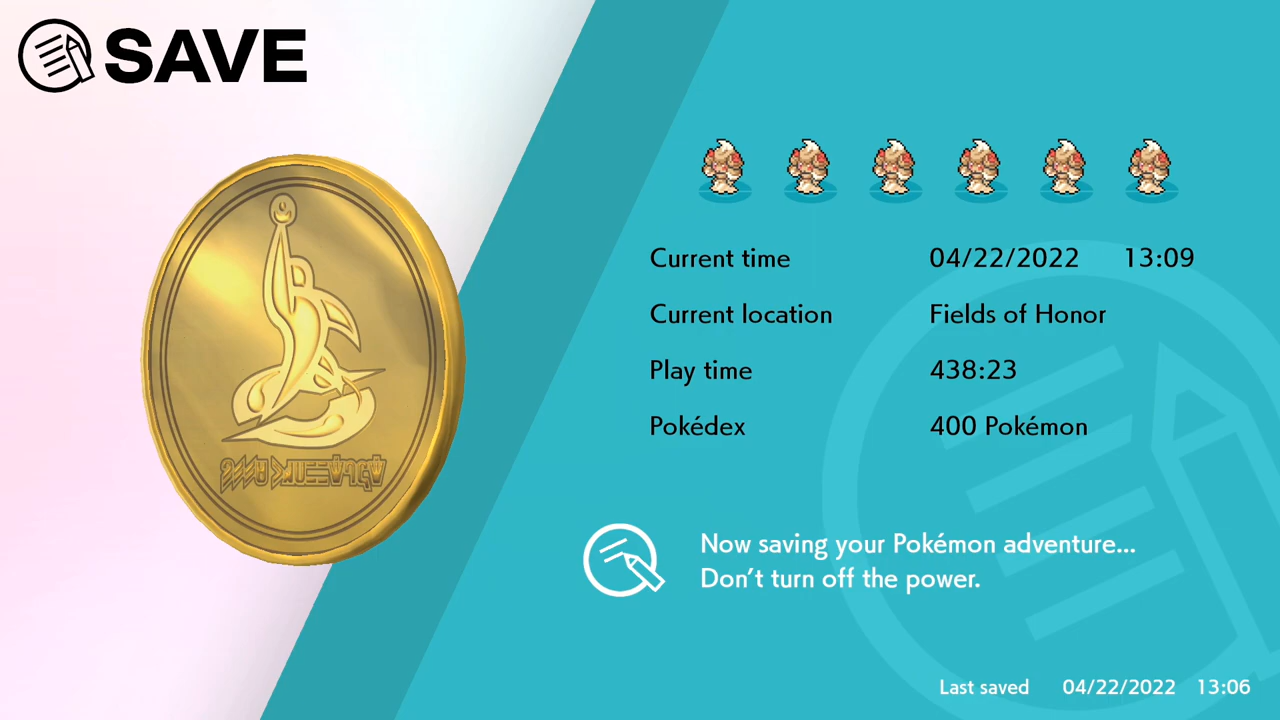 SAVE
Current time 04/22/2022 13:09
Current location Fields of Honor
Play time 438:23
Pokédex 400 Pokémon
Now saving your Pokémon adventure...
Don't turn off the power.
Last saved 04/22/2022 13:06